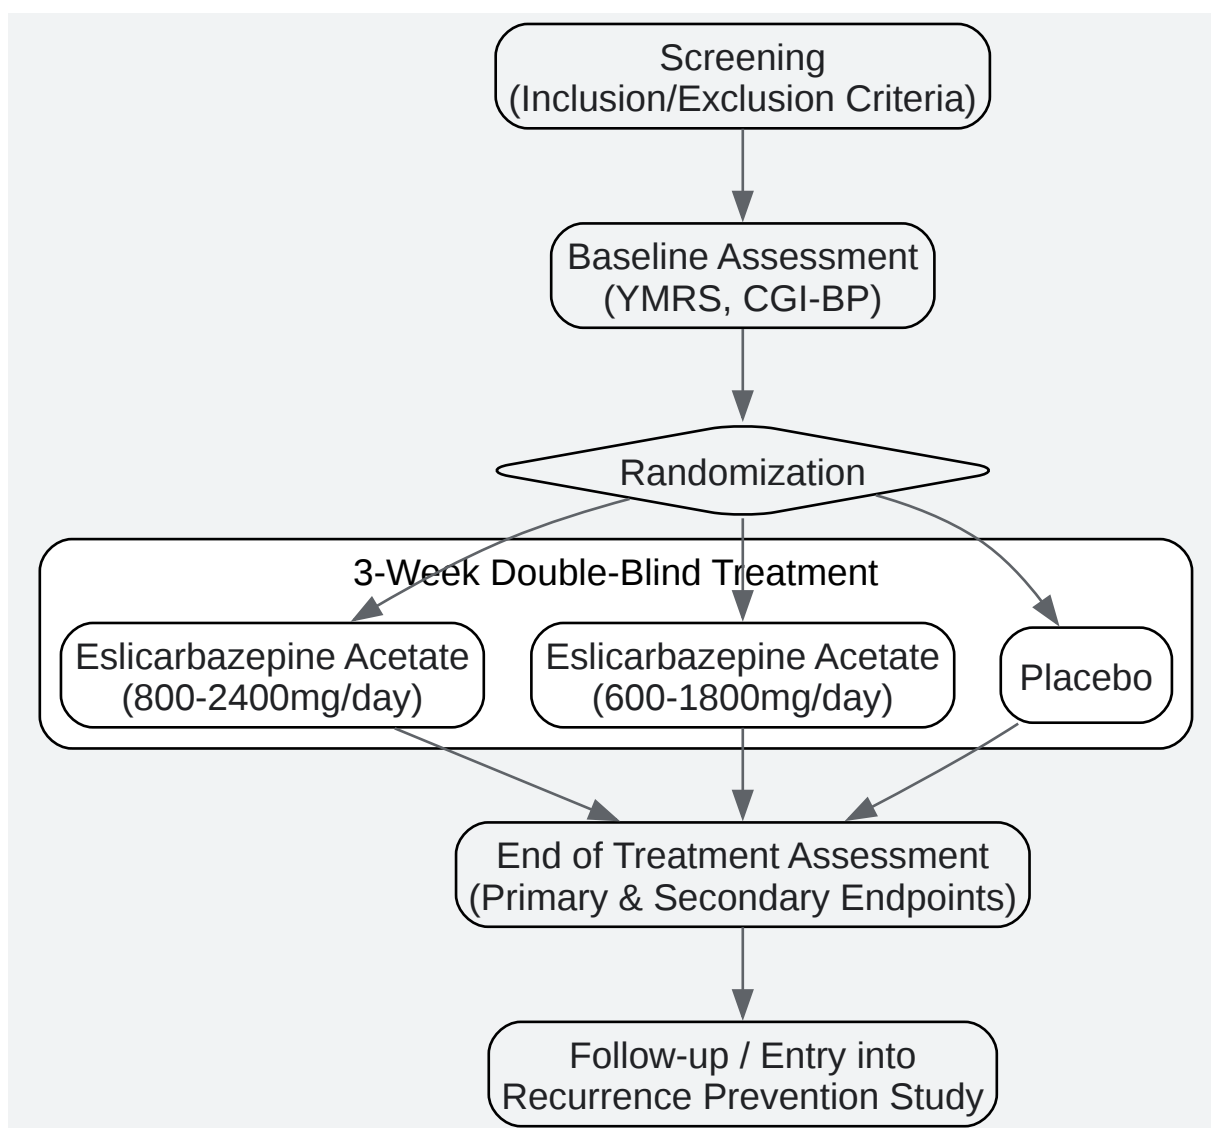 Screening
(Inclusion/Exclusion Criteria)
Baseline Assessment
(YMRS, CGI-BP)
Randomization
3-Week Double-Blind Treatment
Eslicarbazepine Acetate
(800-2400mg/day)
Eslicarbazepine Acetate
(600-1800mg/day)
Placebo
End of Treatment Assessment
(Primary & Secondary Endpoints)
Follow-up / Entry into
Recurrence Prevention Study